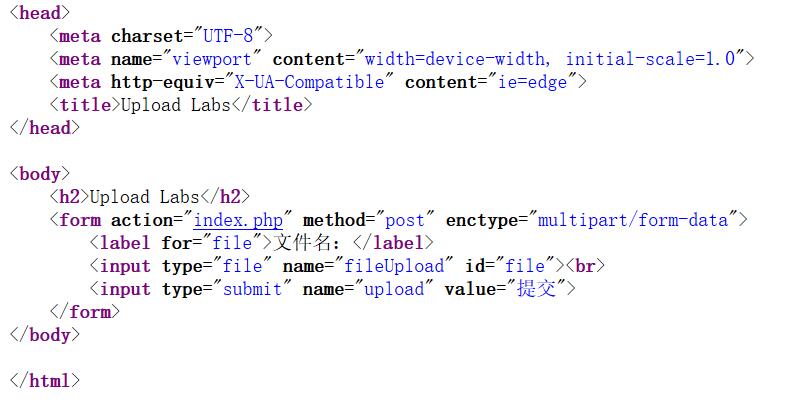 <head>
    <meta charset="UTF-8">
    <meta name="viewport" content="width=device-width, initial-scale=1.0">
    <meta http-equiv="X-UA-Compatible" content="ie=edge">
    <title>Upload Labs</title>
</head>

<body>
    <h2>Upload Labs</h2>
    <form action="index.php" method="post" enctype="multipart/form-data">
        <label for="file">文件名：</label>
        <input type="file" name="fileUpload" id="file"><br>
        <input type="submit" name="upload" value="提交">
    </form>
</body>

</html>